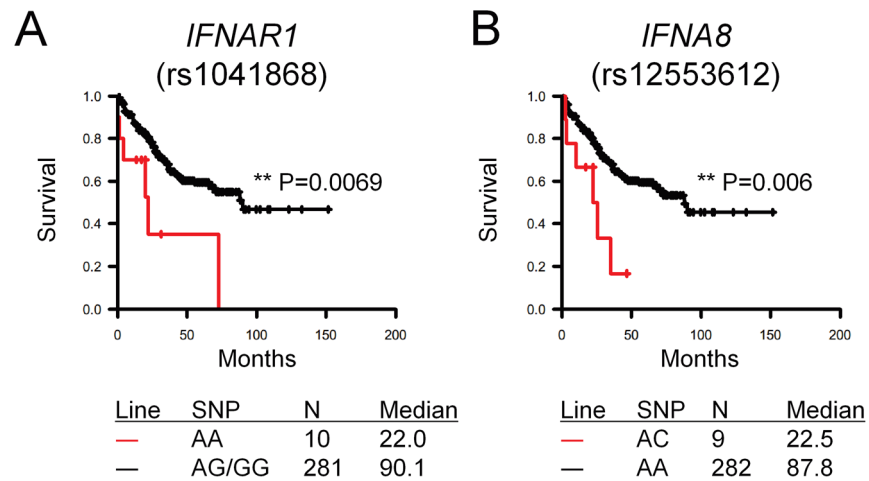 A
IFNAR1
(rs1041868)
Survival
1.0
0.8
0.6
0.4
0.2
0.0
** P=0.0069
0 50 100 150 200
Months
Line SNP N Median
AA 10 22.0
AG/GG 281 90.1
B
IFNA8
(rs12553612)
Survival
1.0
0.8
0.6
0.4
0.2
0.0
** P=0.006
0 50 100 150 200
Months
Line SNP N Median
AC 9 22.5
AA 282 87.8